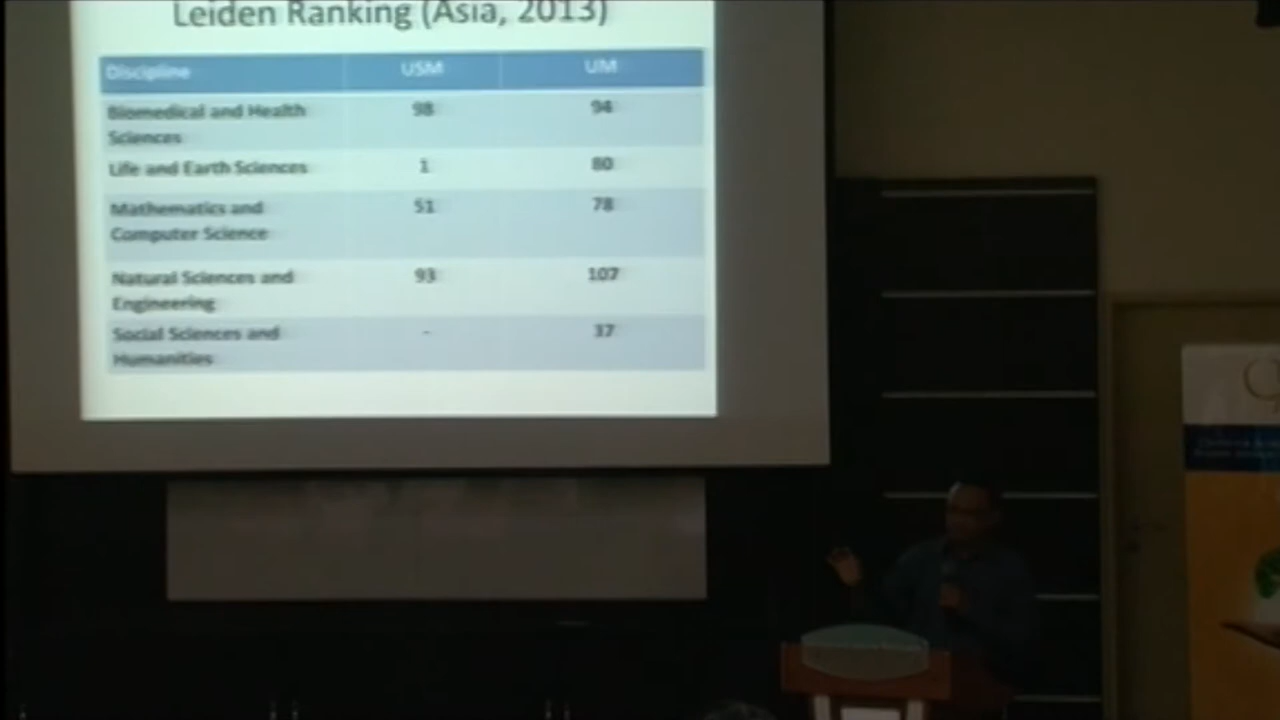 Leiden Ranking (Asia, 2013)
Discipline USM UM
Biomedical and Health 98 94
Sciences
Life and Earth Sciences 1 80
Mathematics and 51 78
Computer Science
Natural Sciences and 93 107
Engineering
Social Sciences and - 37
Humanities